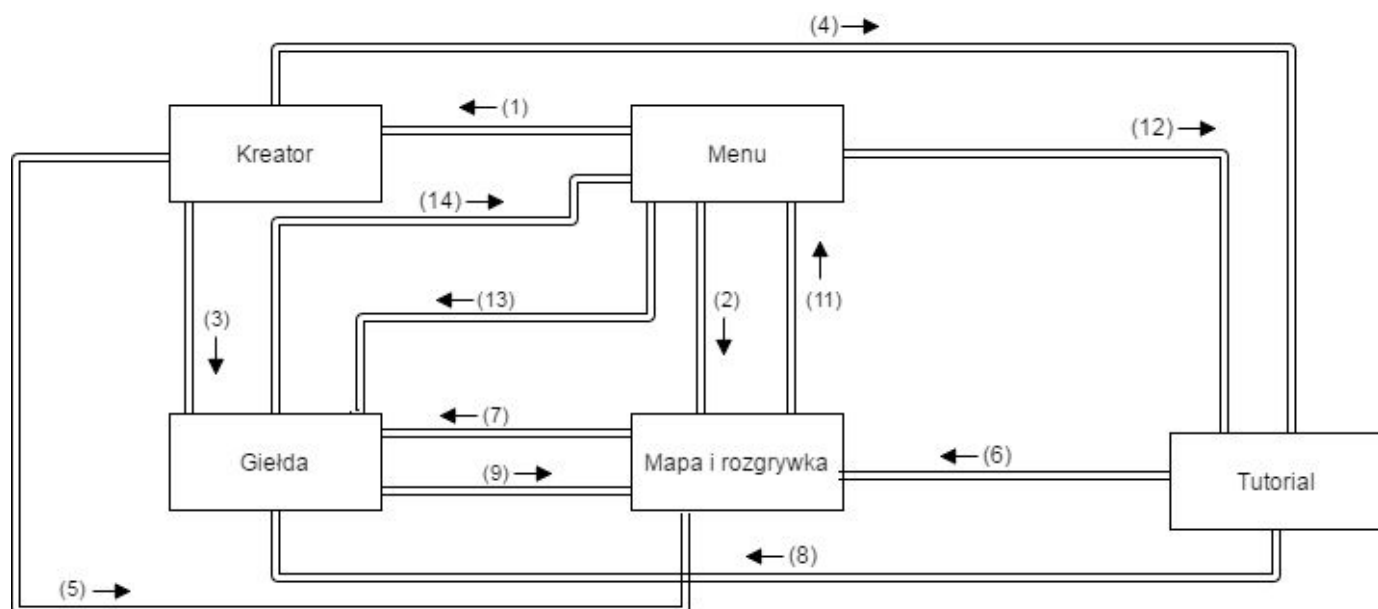 (4)
(1)
(12)
Kreator
Menu
(14)
(13)
(2)
(11)
(3)
(7)
Giełda
Mapa i rozgrywka
(6)
(9)
Tutorial
(8)
(5)